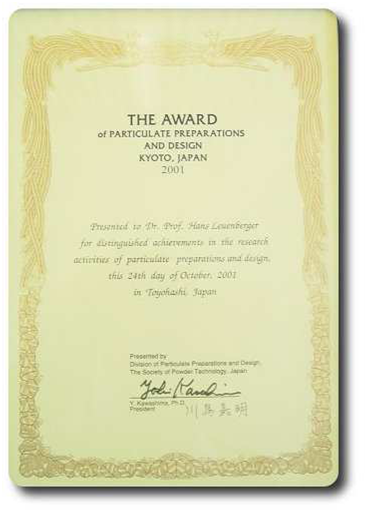 THE AWARD
of PARTICULATE PREPARATIONS
AND DESIGN
KYOTO, JAPAN
2001
Presented to Dr. Prof. Hans Leuenberger
for distinguished achievements in the research
activities of particulate preparations and design,
this 24th day of October, 2001
in Toyohashi, Japan
Presented by
Division of Particulate Preparations and Design,
The Society of Powder Technology, Japan
Y. Kawashima, Ph.D.
President
川島嘉明